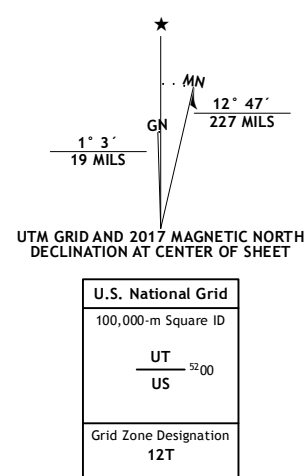 ★
MN
12° 47´
227 MILS
GN
1° 3´
19 MILS
UTM GRID AND 2017 MAGNETIC NORTH
DECLINATION AT CENTER OF SHEET
U.S. National Grid
100,000-m Square ID
UT
5200
US
Grid Zone Designation
12T